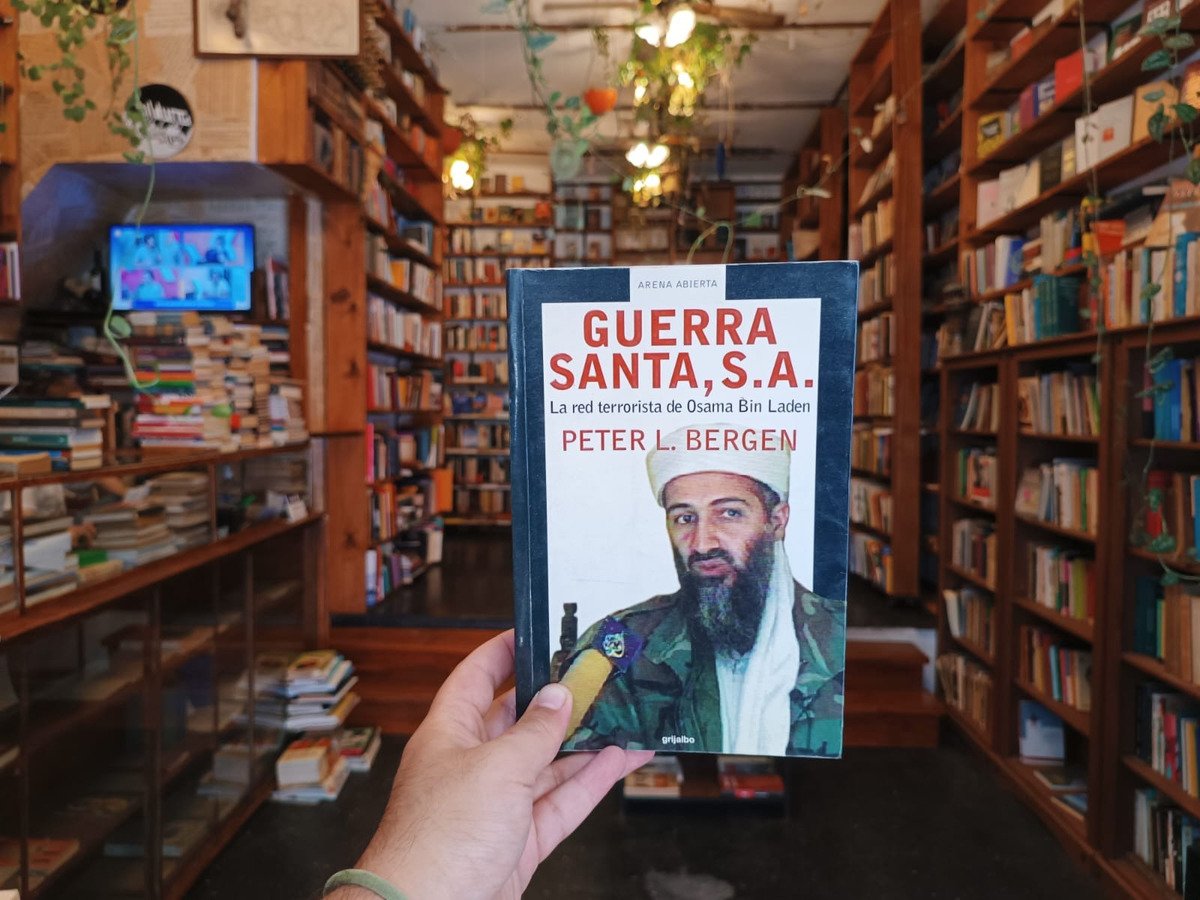 ARENA ABIERTA
GUERRA
SANTA, S.A.
La red terrorista de Osama Bin Laden
PETER L. BERGEN
grijalbo